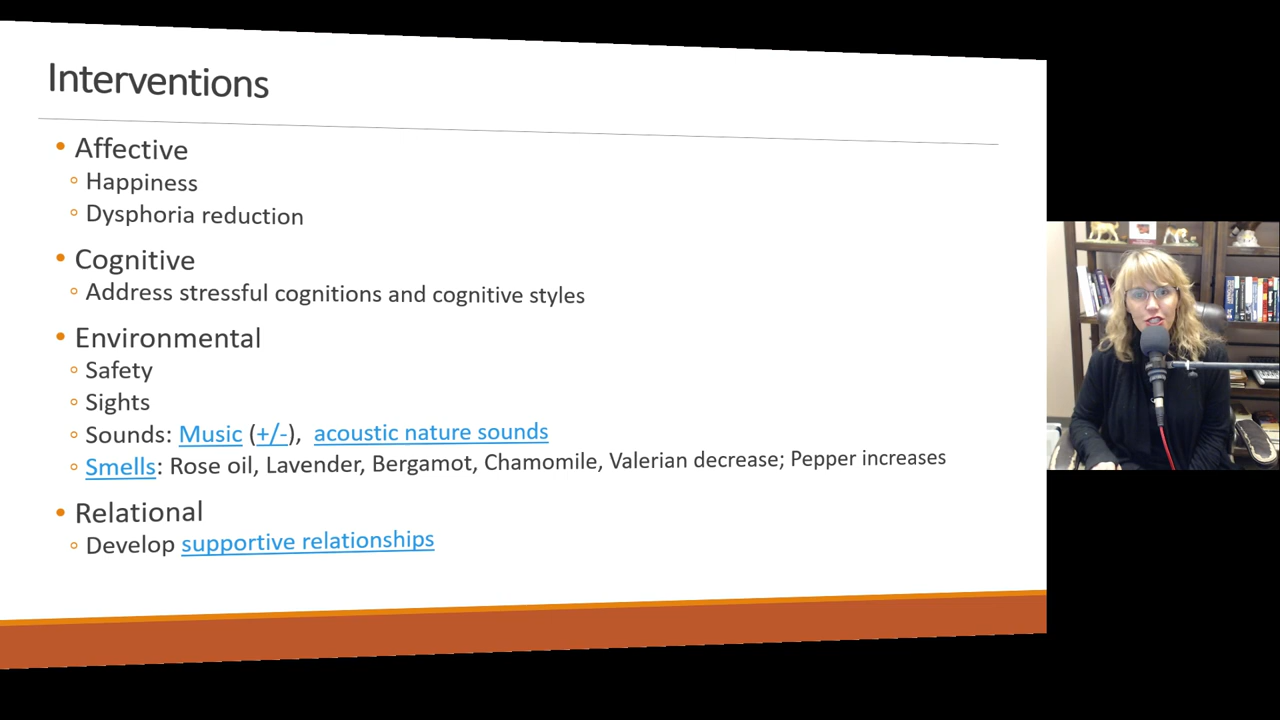 Interventions
• Affective
◦ Happiness
◦ Dysphoria reduction
• Cognitive
◦ Address stressful cognitions and cognitive styles
• Environmental
◦ Safety
◦ Sights
◦ Sounds: Music (+/-), acoustic nature sounds
◦ Smells: Rose oil, Lavender, Bergamot, Chamomile, Valerian decrease; Pepper increases
• Relational
◦ Develop supportive relationships